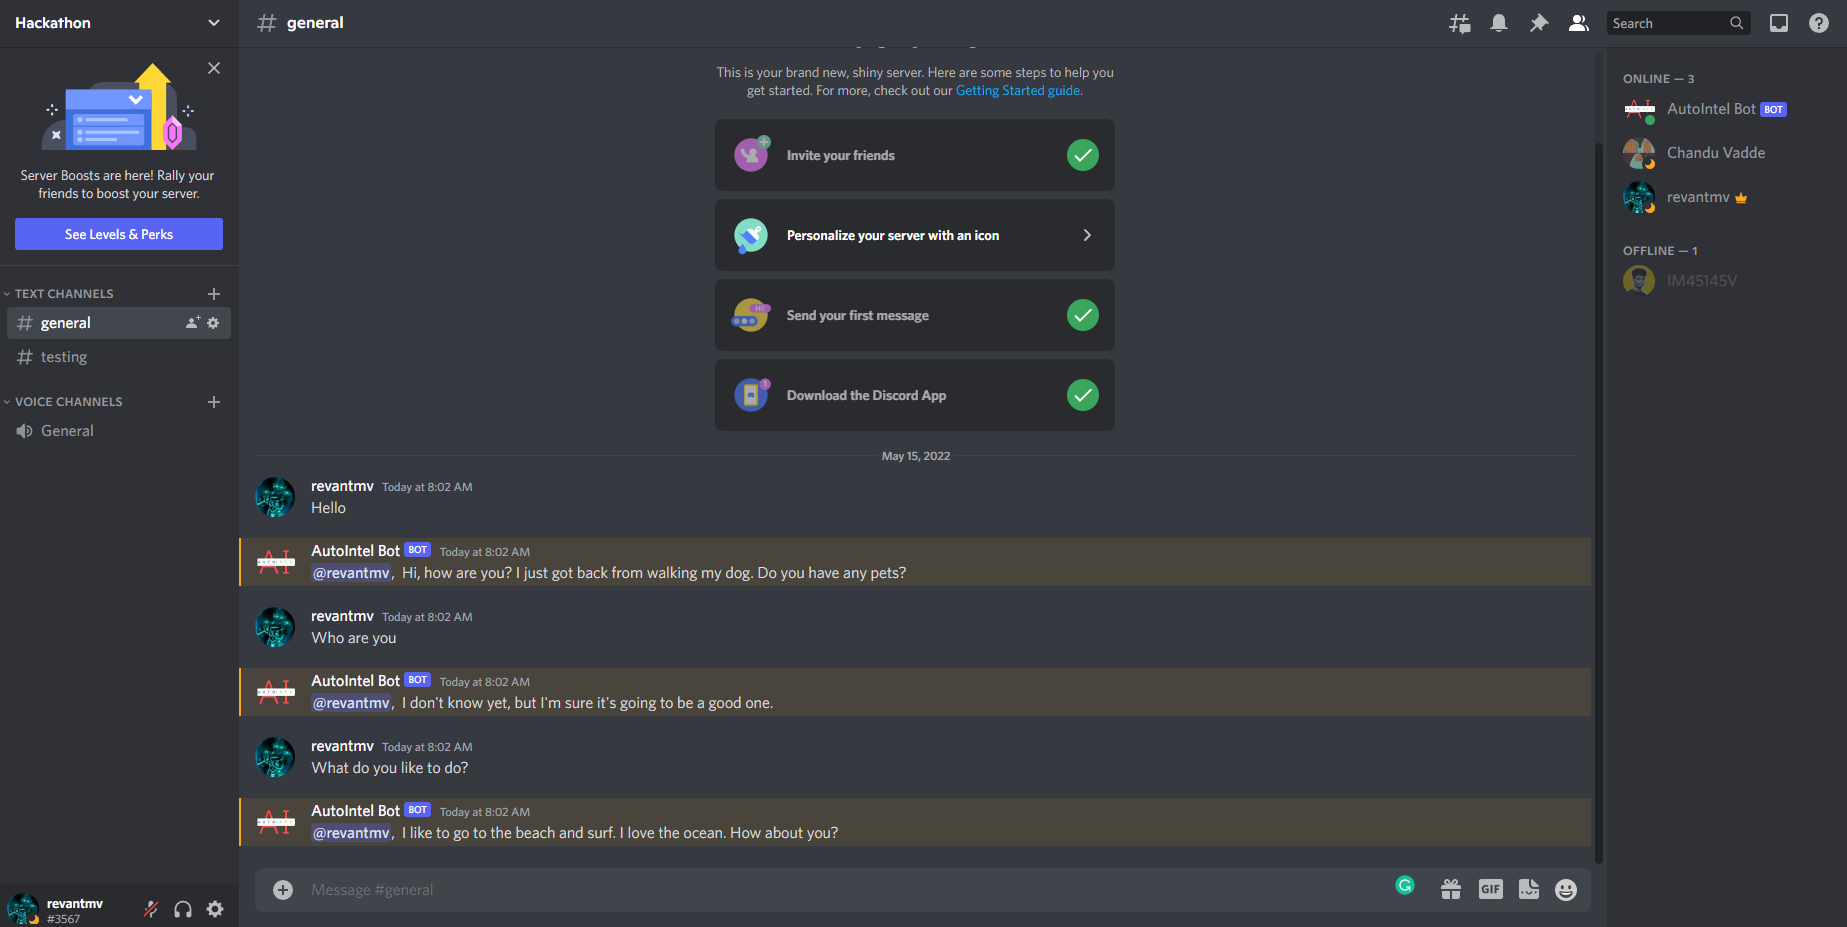 Hackathon
Server Boosts are here! Rally your
friends to boost your server.
See Levels & Perks
TEXT CHANNELS
general
testing
VOICE CHANNELS
General
revantmv
#3567
general
Search
This is your brand new, shiny server. Here are some steps to help you
get started. For more, check out our Getting Started guide.
Invite your friends
Personalize your server with an icon
Send your first message
Download the Discord App
May 15, 2022
revantmv Today at 8:02 AM
Hello
AutoIntel Bot BOT Today at 8:02 AM
@revantmv, Hi, how are you? I just got back from walking my dog. Do you have any pets?
revantmv Today at 8:02 AM
Who are you
AutoIntel Bot BOT Today at 8:02 AM
@revantmv, I don't know yet, but I'm sure it's going to be a good one.
revantmv Today at 8:02 AM
What do you like to do?
AutoIntel Bot BOT Today at 8:02 AM
@revantmv, I like to go to the beach and surf. I love the ocean. How about you?
Message #general
GIF
ONLINE — 3
AutoIntel Bot BOT
Chandu Vadde
revantmv
OFFLINE — 1
IM45145V